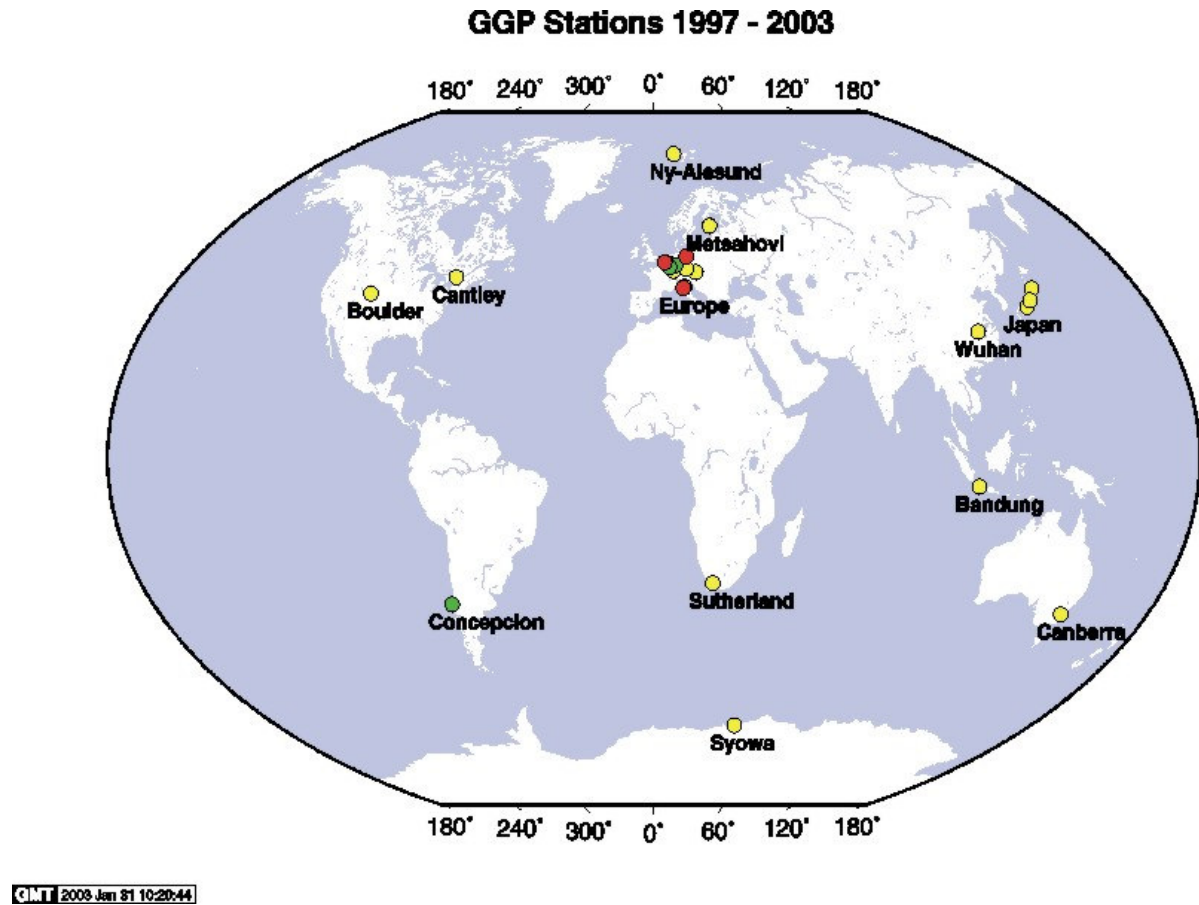 GGP Stations 1997 - 2003
180° 240° 300° 0° 60° 120° 180°
Ny-Alesund
Metsahovi
Cantley
Boulder
Europe
Japan
Wuhan
Bandung
Sutherland
Concepcion
Canberra
Syowa
180° 240° 300° 0° 60° 120° 180°
GMT 2003 Jan 31 10:20:44